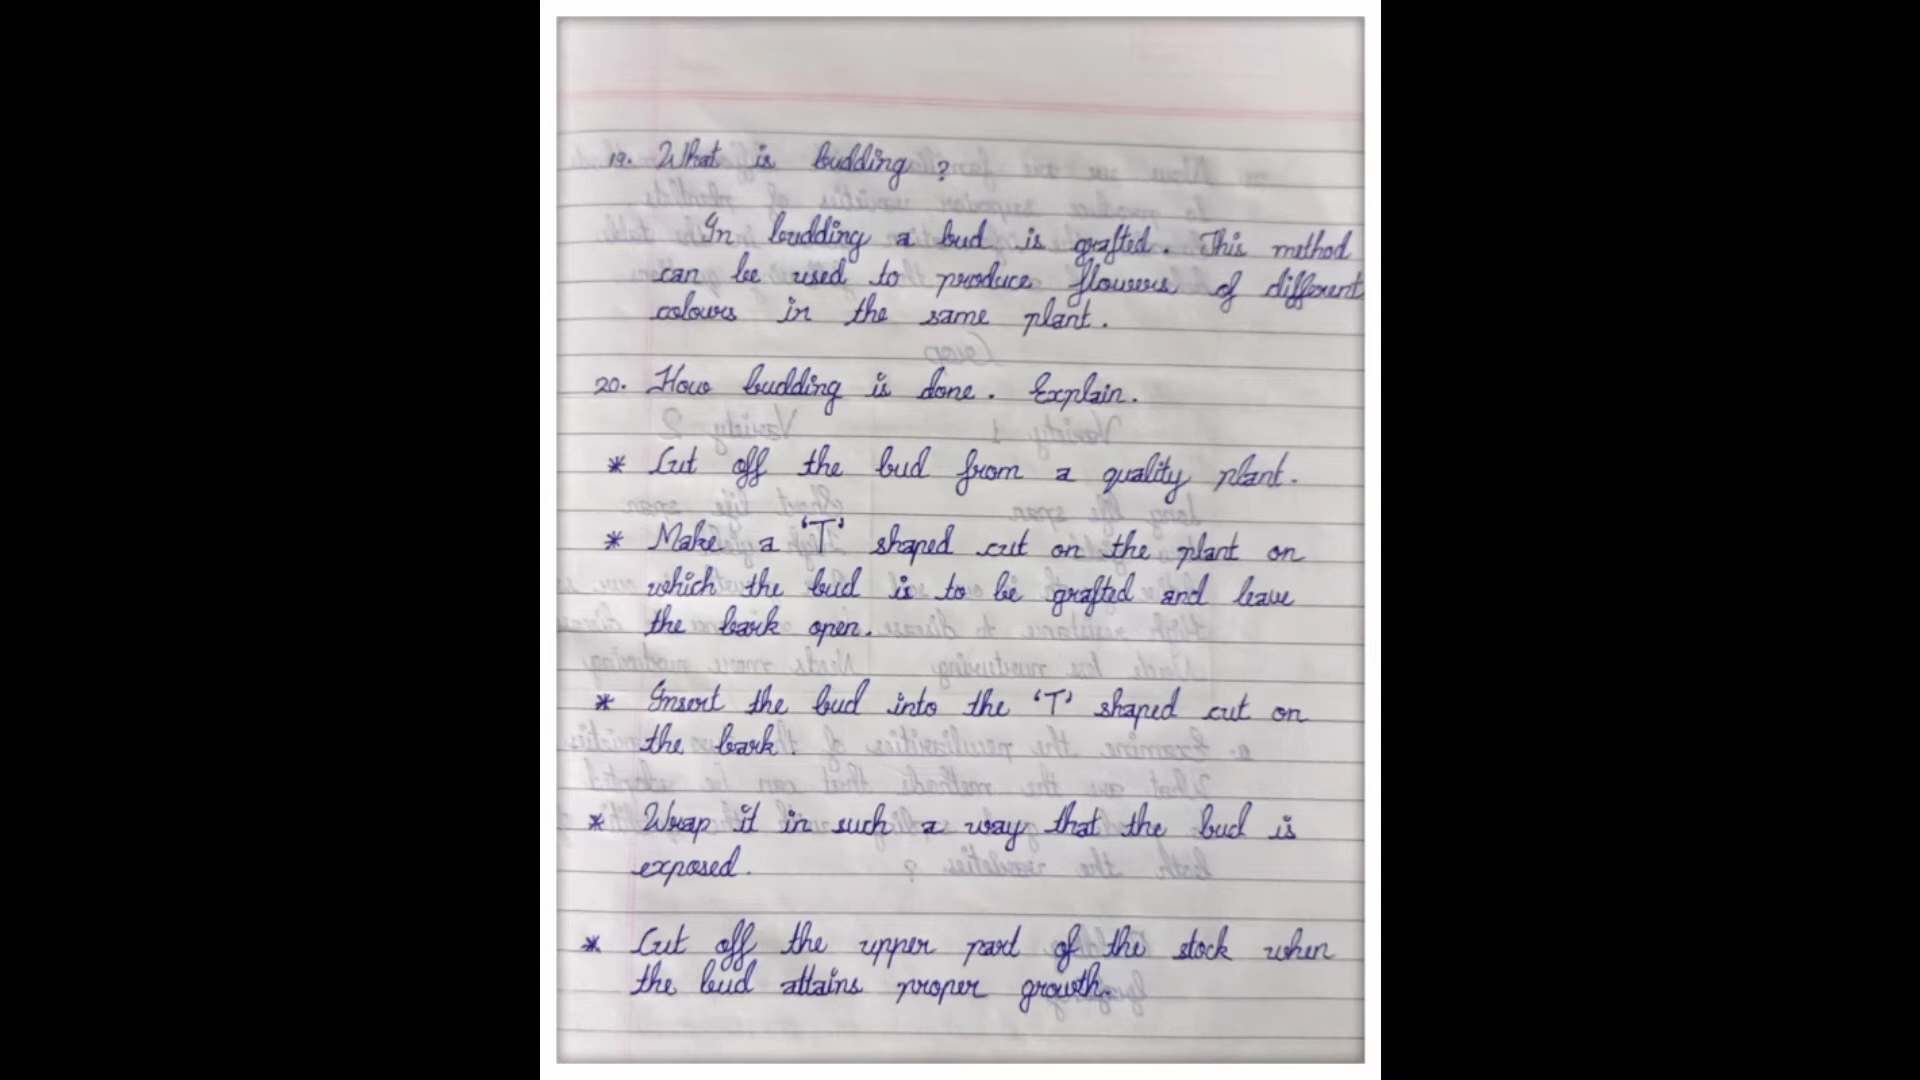 19. What is budding?
In budding a bud is grafted. This method
can be used to produce flowers of different
colours in the same plant.
20. How budding is done. Explain.
* Cut off the bud from a quality plant.
* Make a 'T' shaped cut on the plant on
which the bud is to be grafted and leave
the bark open.
* Insert the bud into the 'T' shaped cut on
the bark.
* Wrap it in such a way that the bud is
exposed.
* Cut off the upper part of the stock when
the bud attains proper growth.